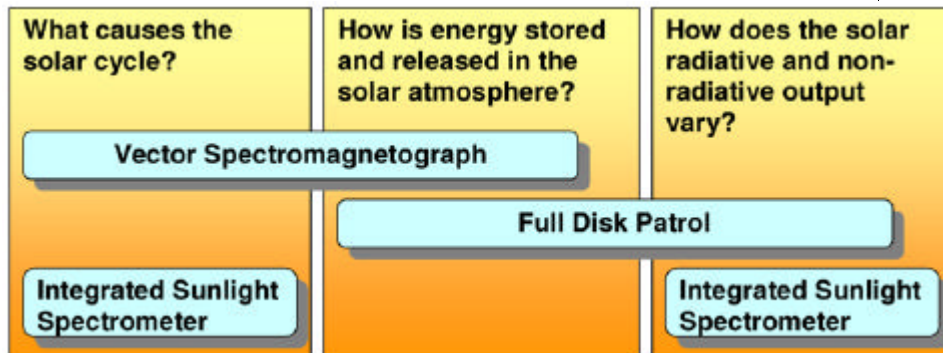 What causes the
solar cycle?
How is energy stored
and released in the
solar atmosphere?
How does the solar
radiative and non-
radiative output
vary?
Vector Spectromagnetograph
Full Disk Patrol
Integrated Sunlight
Spectrometer
Integrated Sunlight
Spectrometer